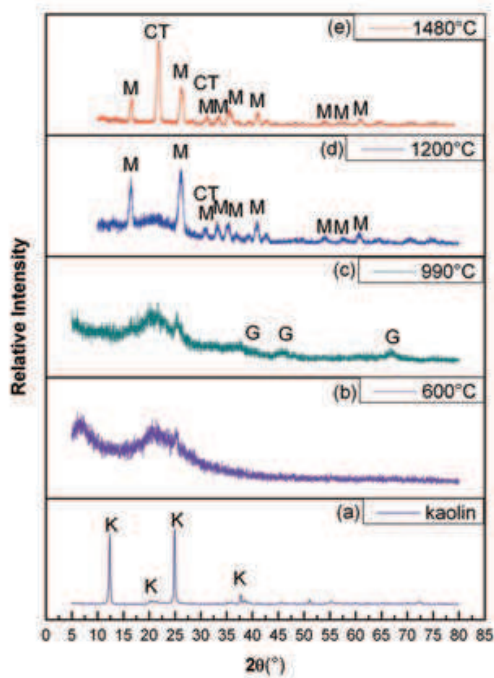 (e) 1480°C
CT
M M CT
M M M M M M M
(d) 1200°C
M M CT
M M M M M M M
(c) 990°C
G G G
(b) 600°C
(a) kaolin
K K K K
Relative Intensity
0 5 10 15 20 25 30 35 40 45 50 55 60 65 70 75 80 85
2θ(°)